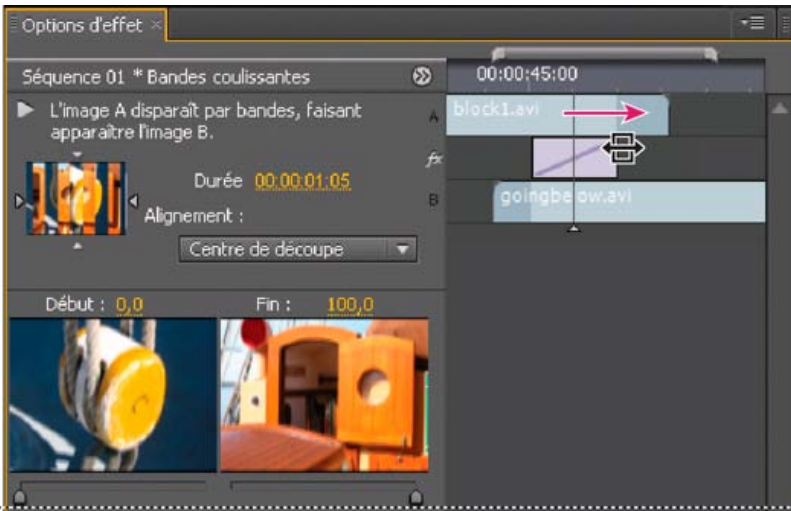 Options d'effet ×
Séquence 01 * Bandes coulissantes
00:00:45:00
L'image A disparaît par bandes, faisant
apparaître l'image B.
A
block1.avi
fx
Durée 00:00:01:05
B
goingbelow.avi
Alignement :
Centre de découpe
Début : 0,0
Fin : 100,0